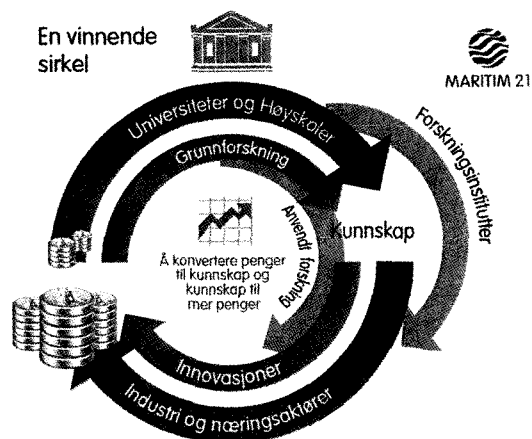 En vinnende
sirkel
MARITIM 21
Universiteter og Høyskoler
Grunnforskning
Forskningsinstitutter
Anvendt forskning
Kunnskap
Å konvertere penger
til kunnskap og
kunnskap til
mer penger
Innovasjoner
Industri og næringsaktører